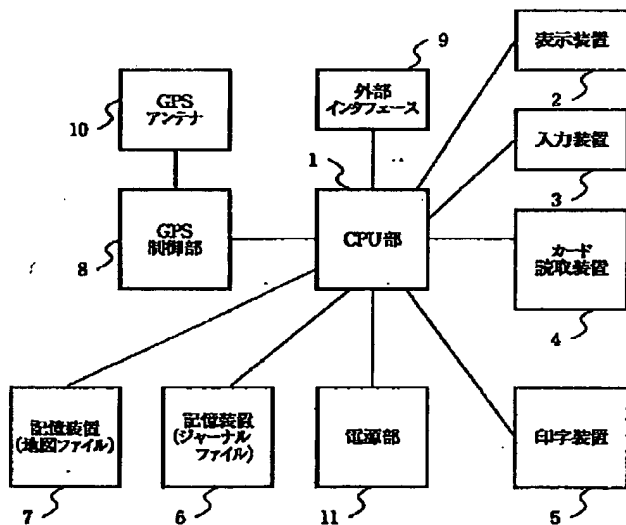 9
外部
インタフェース
表示装置
2
GPS
アンテナ
10
1
入力装置
3
GPS
制御部
8
CPU部
カード
読取装置
4
記憶装置
(地図ファイル)
7
記憶装置
(ジャーナル
ファイル)
6
電源部
11
印字装置
5